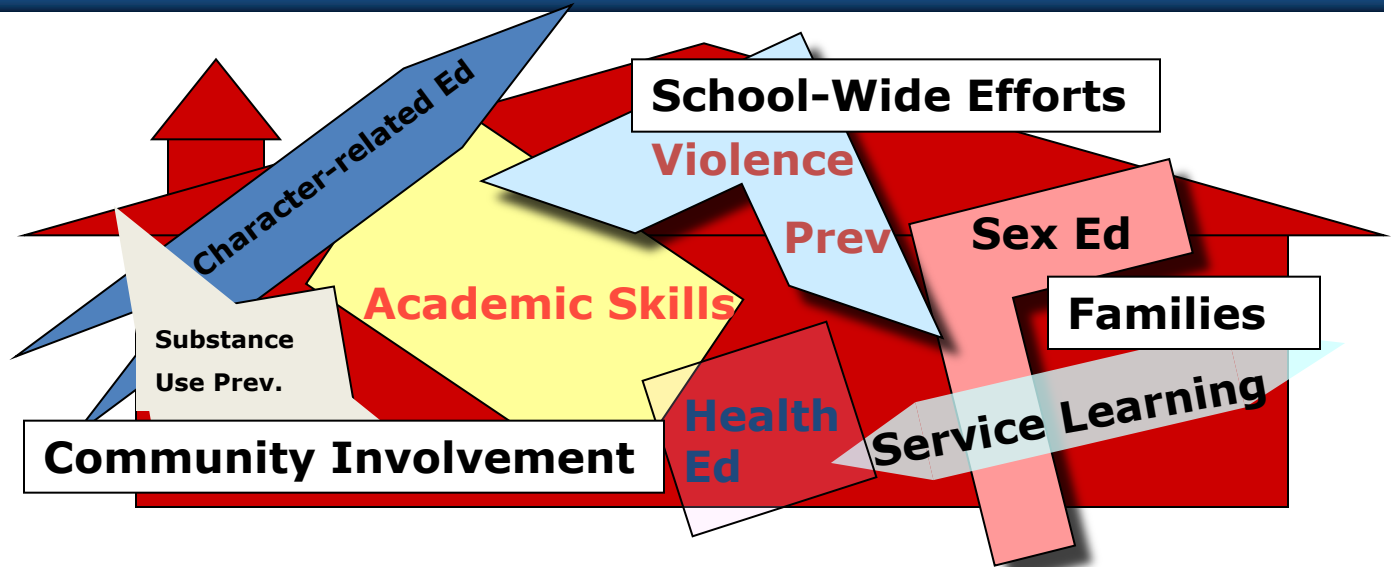 Character-related Ed
School-Wide Efforts
Violence
Prev
Sex Ed
Academic Skills
Families
Substance
Use Prev.
Health
Ed
Service Learning
Community Involvement